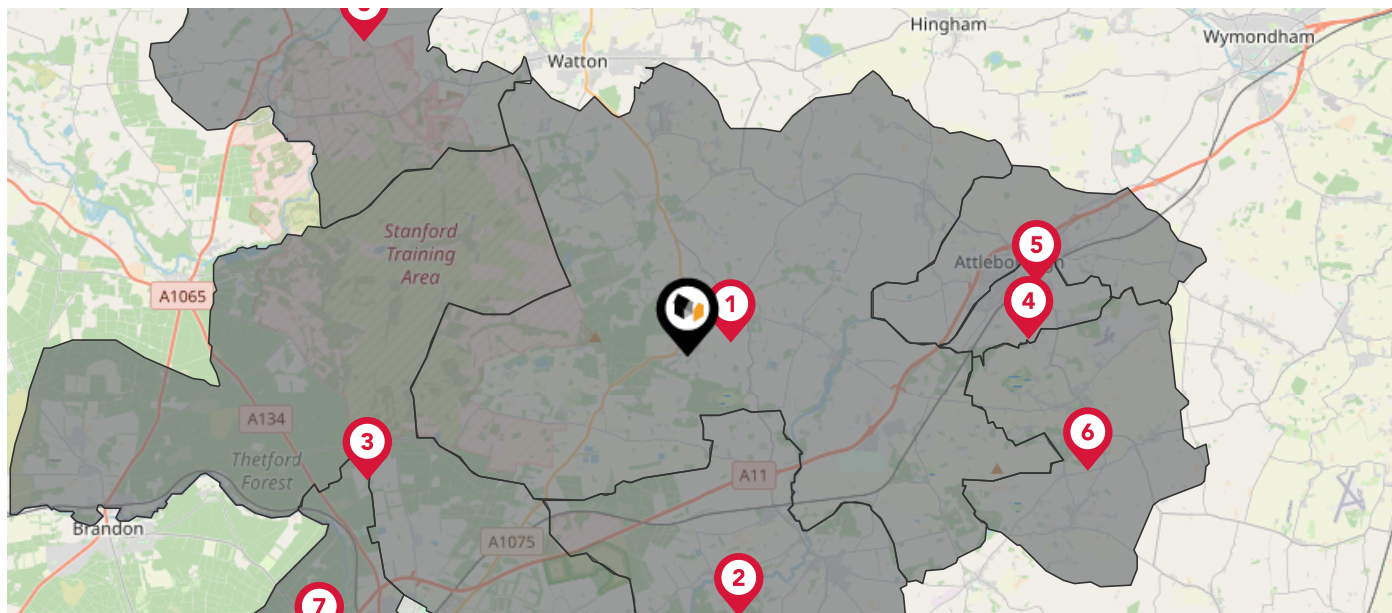 Hingham
Wymondham
Watton
Stanford
Training
Area
5
A1065
1
4
A134
3
6
Thetford
Forest
A11
Brandon
A1075
2
7